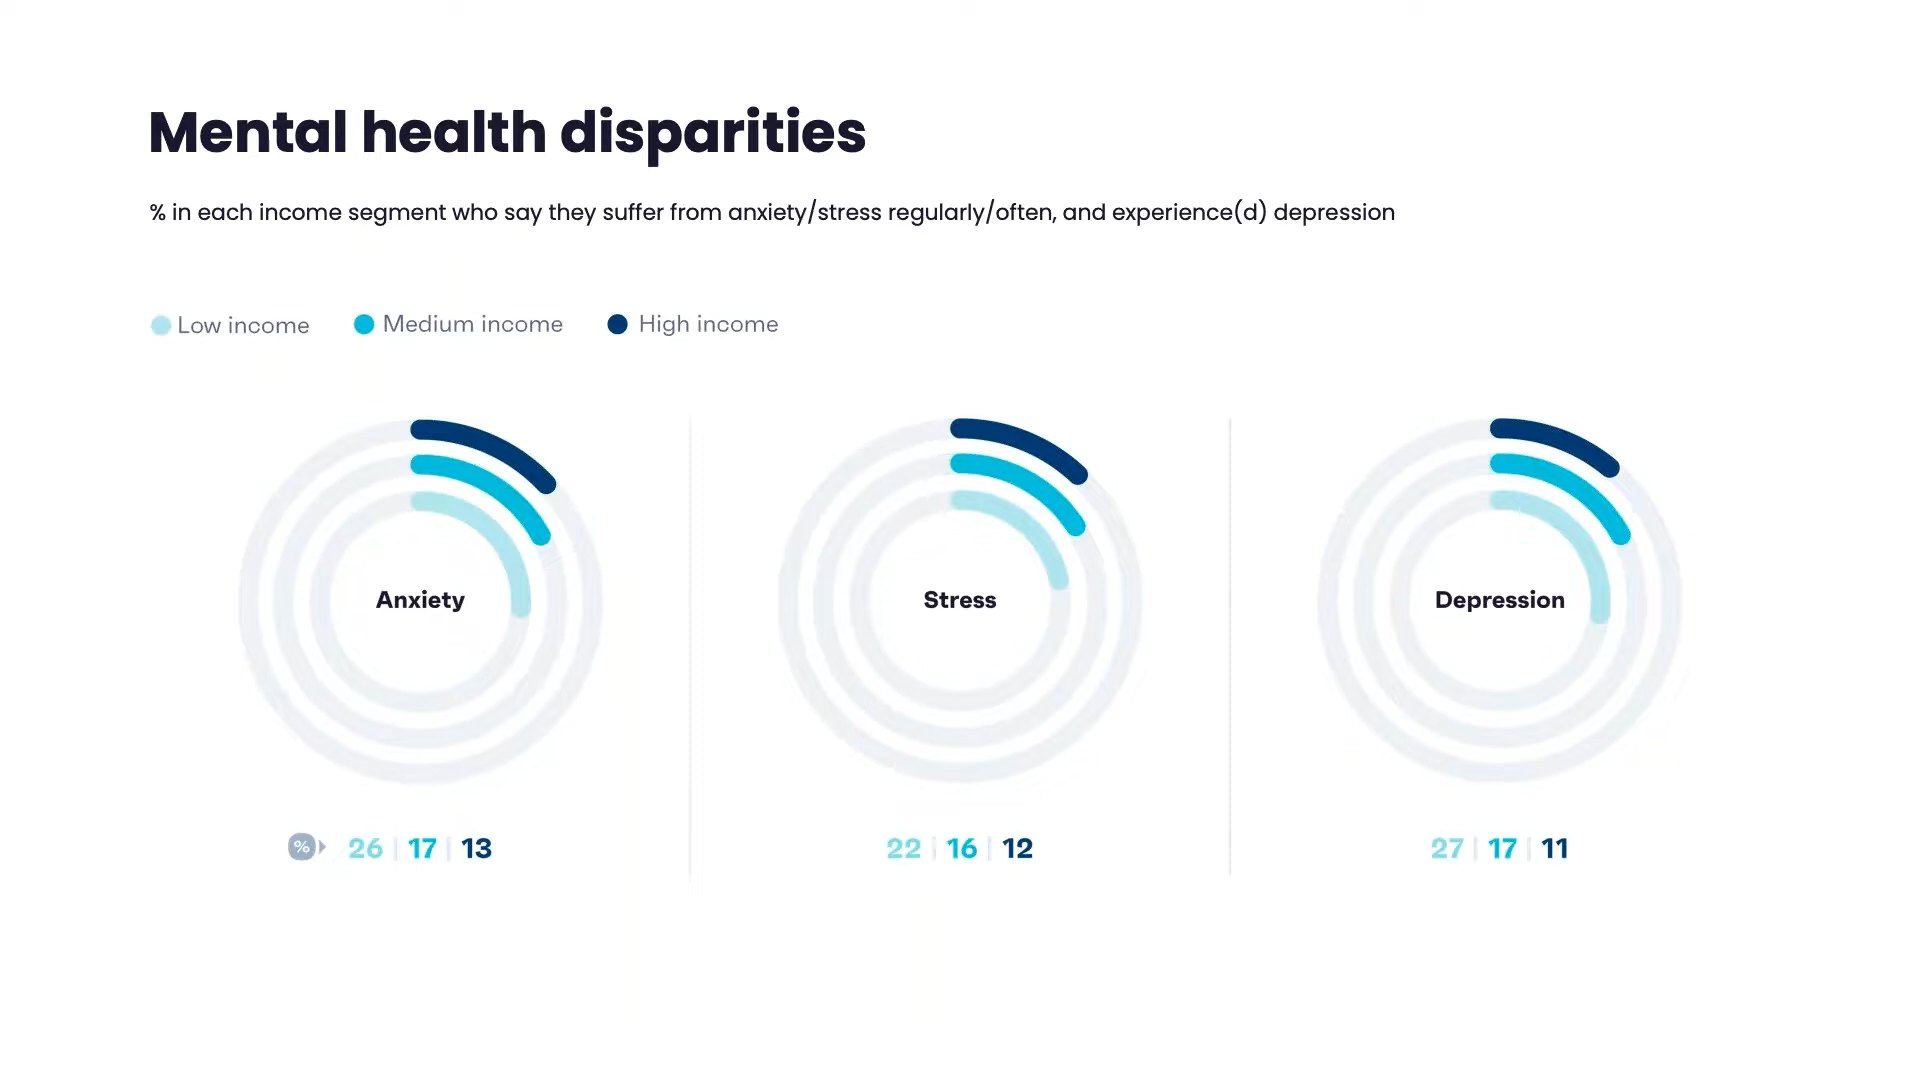 Mental health disparities
% in each income segment who say they suffer from anxiety/stress regularly/often, and experience(d) depression
Low income Medium income High income
Anxiety Stress Depression
% 26 | 17 | 13 22 | 16 | 12 27 | 17 | 11